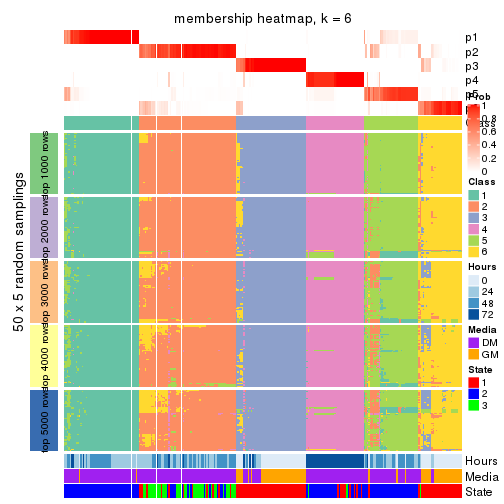 membership heatmap, k = 6
p1
p2
p3
p4
p5
Prob
1
0.8
0.6
0.4
0.2
0
Class
1
2
3
4
5
6
Hours
0
24
48
72
Media
DM
GM
State
1
2
3
50 x 5 random samplings
top 1000 rows
top 2000 rows
top 3000 rows
top 4000 rows
top 5000 rows
Hours
Media
State